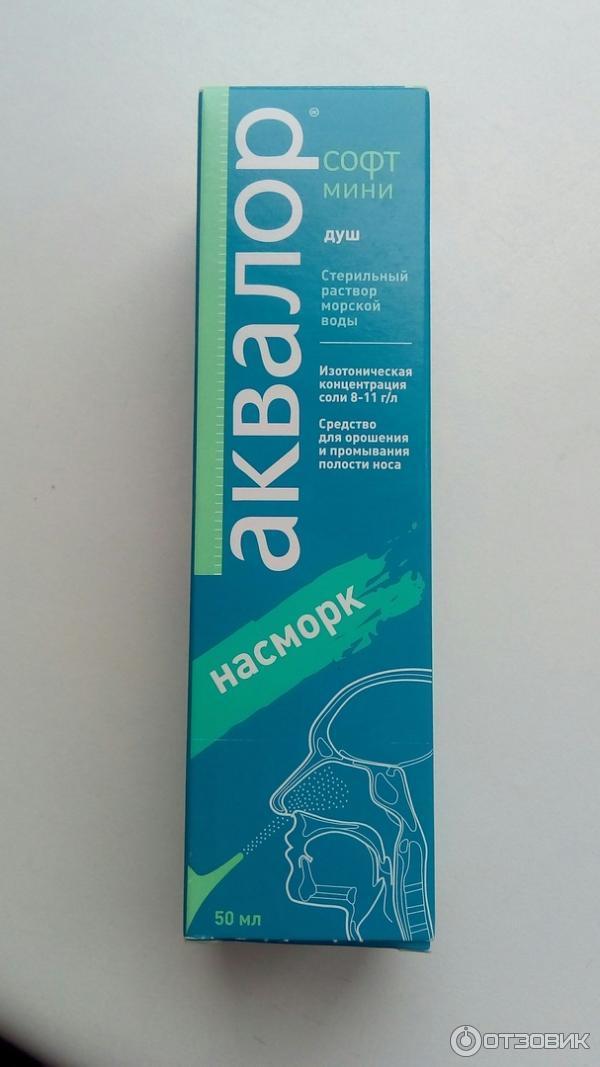 аквалор®
софт
мини
душ
Стерильный
раствор
морской
воды
Изотоническая
концентрация
соли 8-11 г/л
Средство
для орошения
и промывания
полости носа
насморк
50 мл
ОТЗОВИК